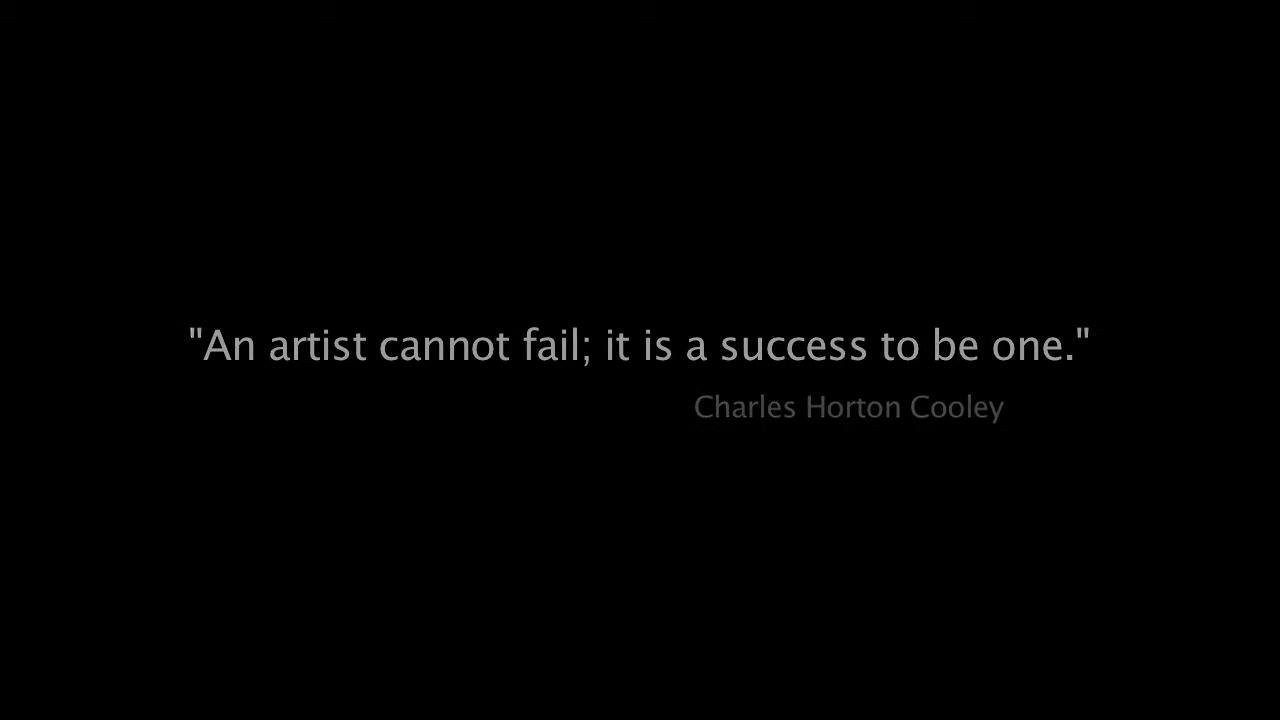 "An artist cannot fail; it is a success to be one."
Charles Horton Cooley